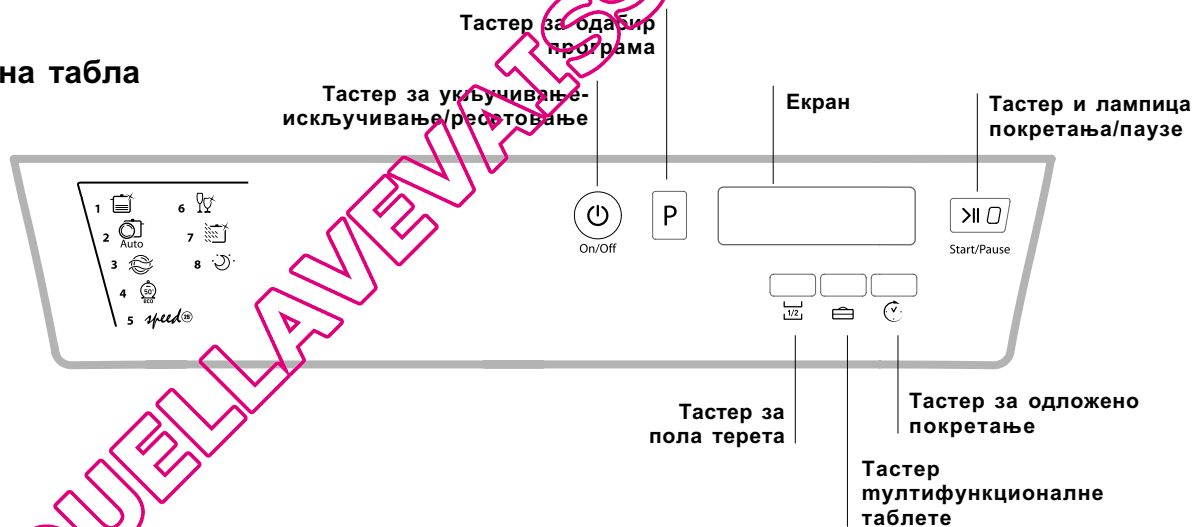 Тастер за одабир
програма
на табла
Тастер за укључивање-
искључивање/ресетовање
Екран
Тастер и лампица
покретања/паузе
1
6
2 Auto
7
3
8
4 50° eco
5 speed 25'
On/Off
P
Start/Pause
1/2
Тастер за
пола терета
Тастер за одложено
покретање
Тастер
mултифункционалне
таблете